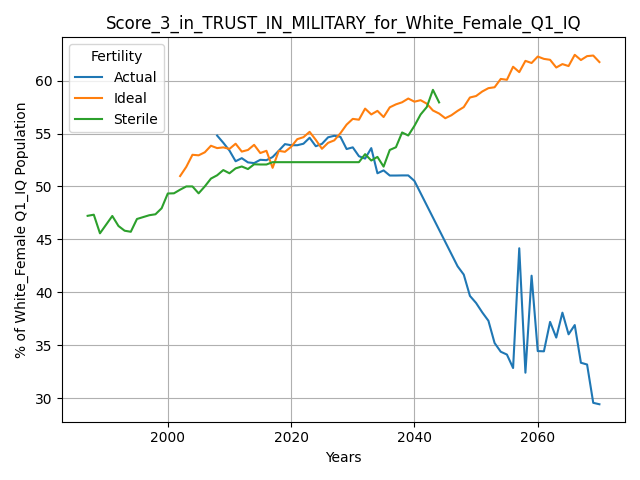 Score_3_in_TRUST_IN_MILITARY_for_White_Female_Q1_IQ
Fertility
Actual
Ideal
Sterile
% of White_Female Q1_IQ Population
60
55
50
45
40
35
30
2000
2020
2040
2060
Years